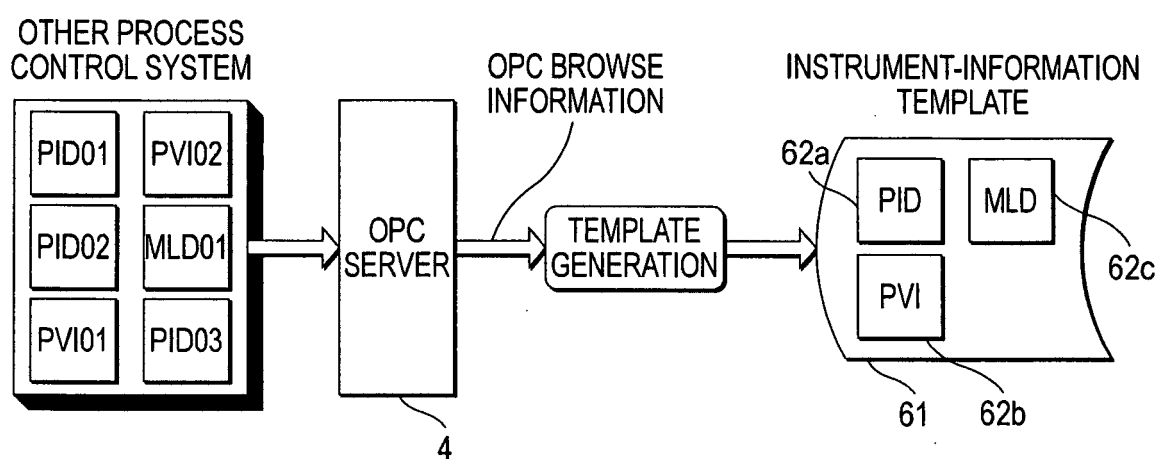 OTHER PROCESS
CONTROL SYSTEM
PID01
PVI02
PID02
MLD01
PVI01
PID03
OPC
SERVER
4
OPC BROWSE
INFORMATION
TEMPLATE
GENERATION
INSTRUMENT-INFORMATION
TEMPLATE
62a
PID
MLD
62c
PVI
61
62b